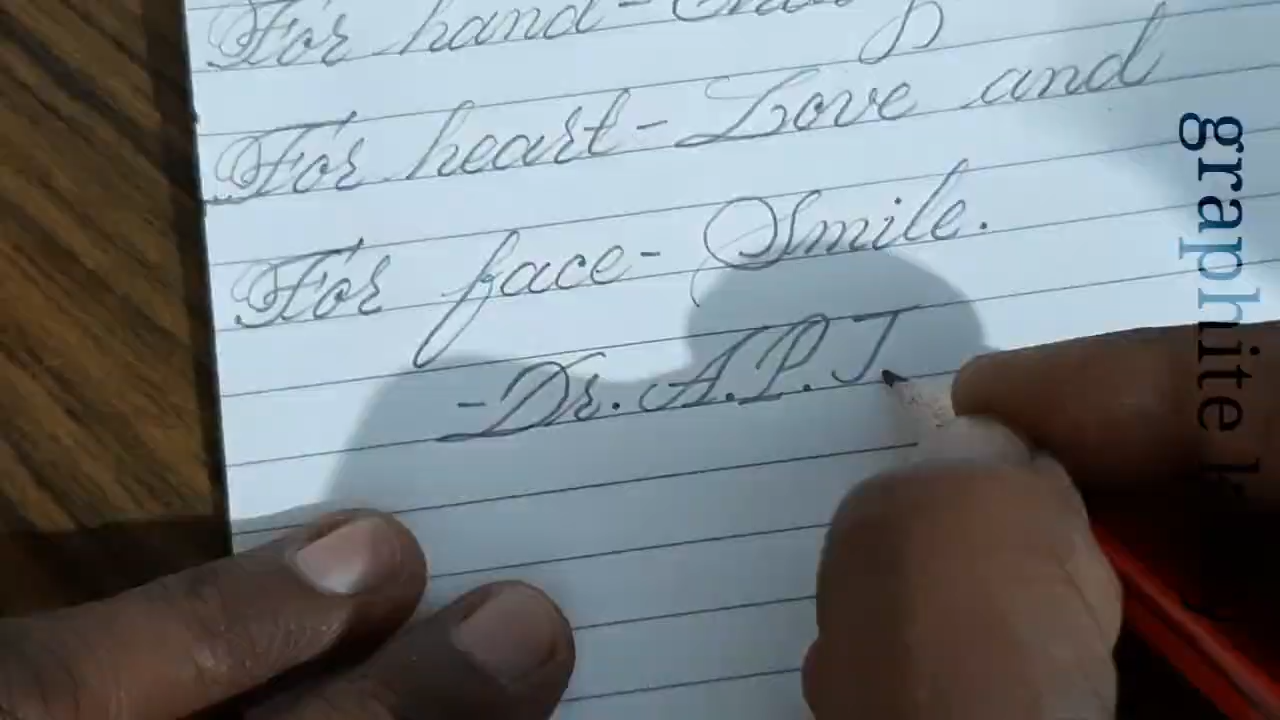 For hand-
For heart-Love and
For face- Smile.
-Dr. A.P.J
graphite